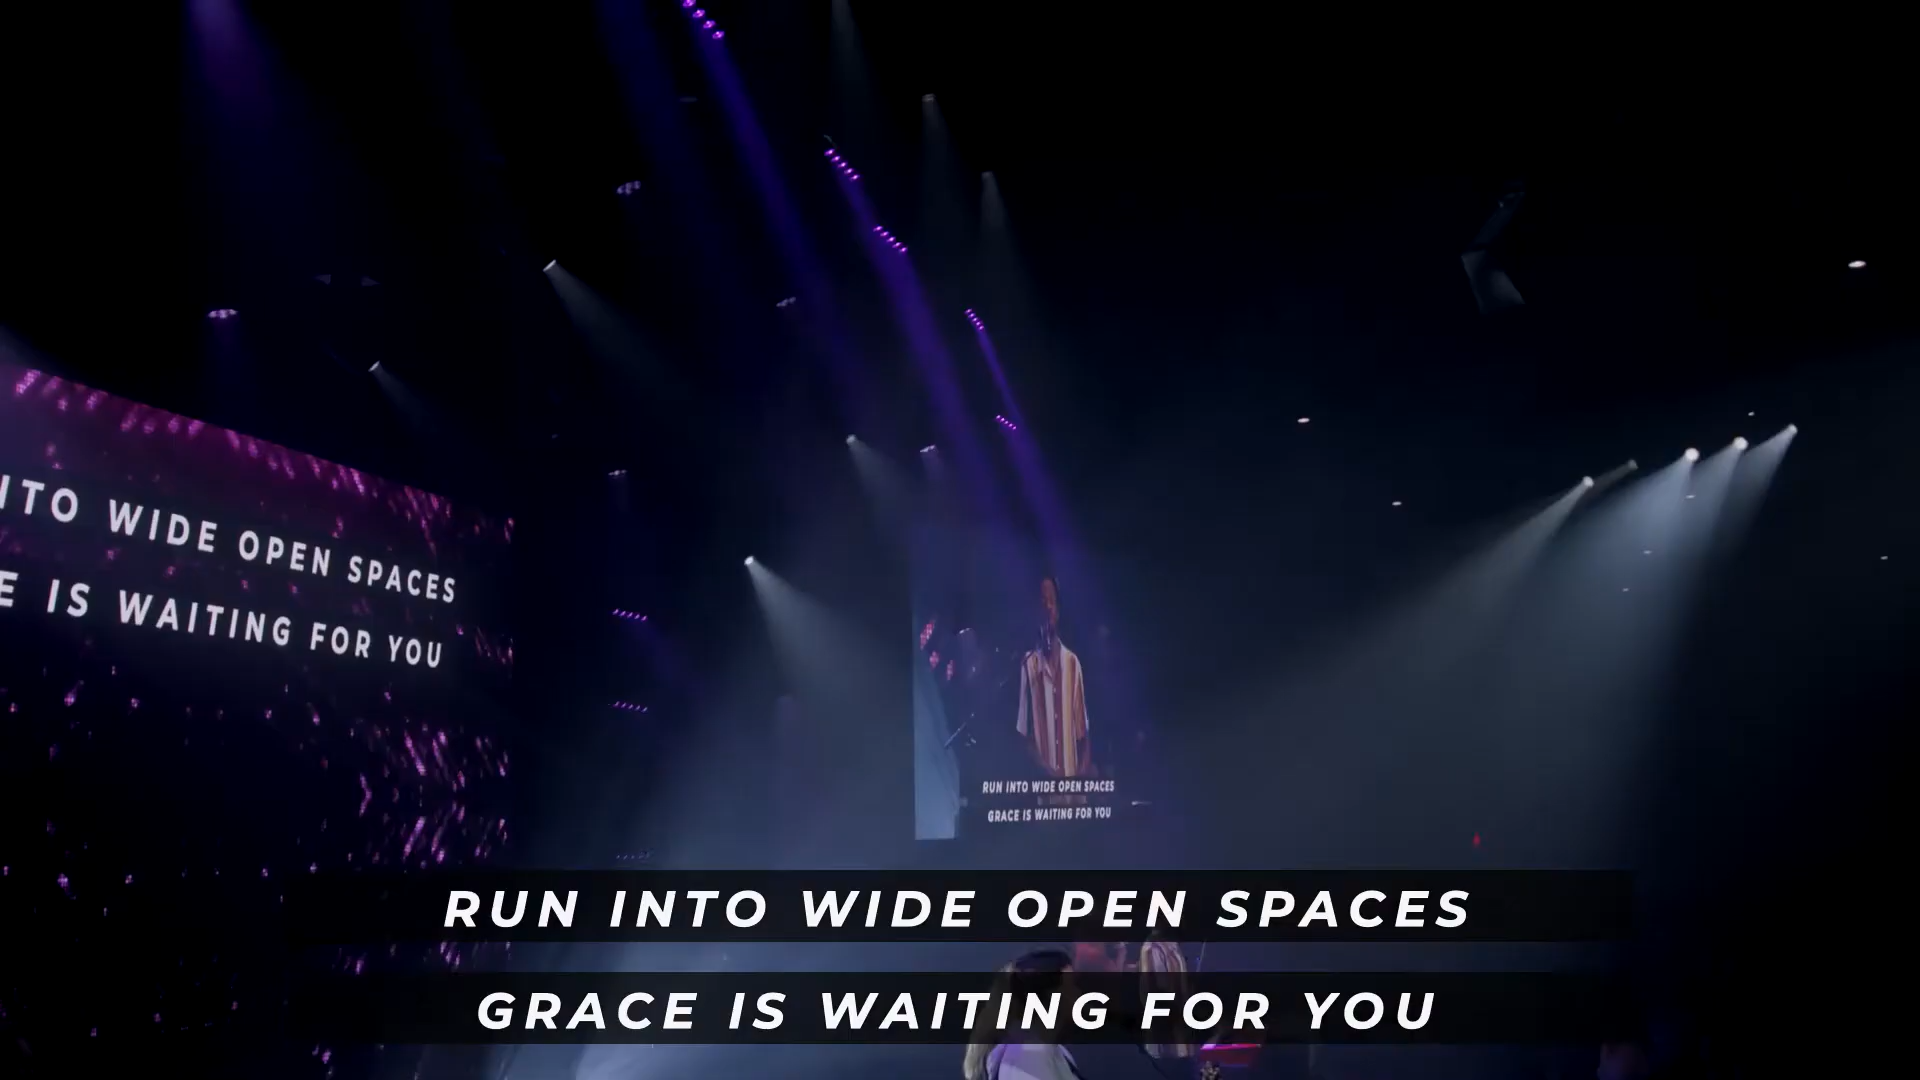 ITO WIDE OPEN SPACES
E IS WAITING FOR YOU
RUN INTO WIDE OPEN SPACES
GRACE IS WAITING FOR YOU
RUN INTO WIDE OPEN SPACES
GRACE IS WAITING FOR YOU